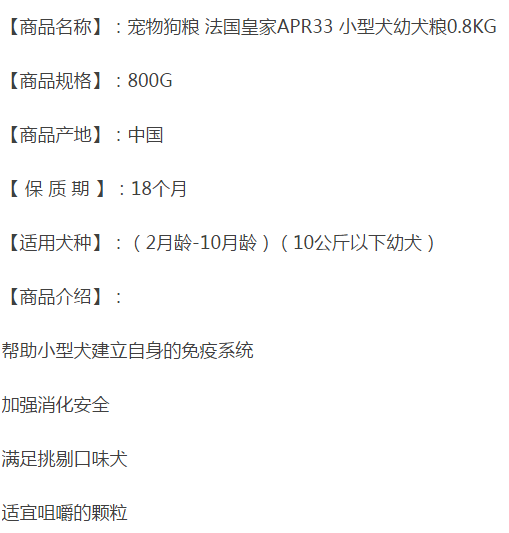 【商品名称】：宠物狗粮 法国皇家APR33 小型犬幼犬粮0.8KG
【商品规格】：800G
【商品产地】：中国
【 保 质 期 】：18个月
【适用犬种】：（ 2月龄-10月龄 ）（ 10公斤以下幼犬 ）
【商品介绍】：
帮助小型犬建立自身的免疫系统
加强消化安全
满足挑剔口味犬
适宜咀嚼的颗粒